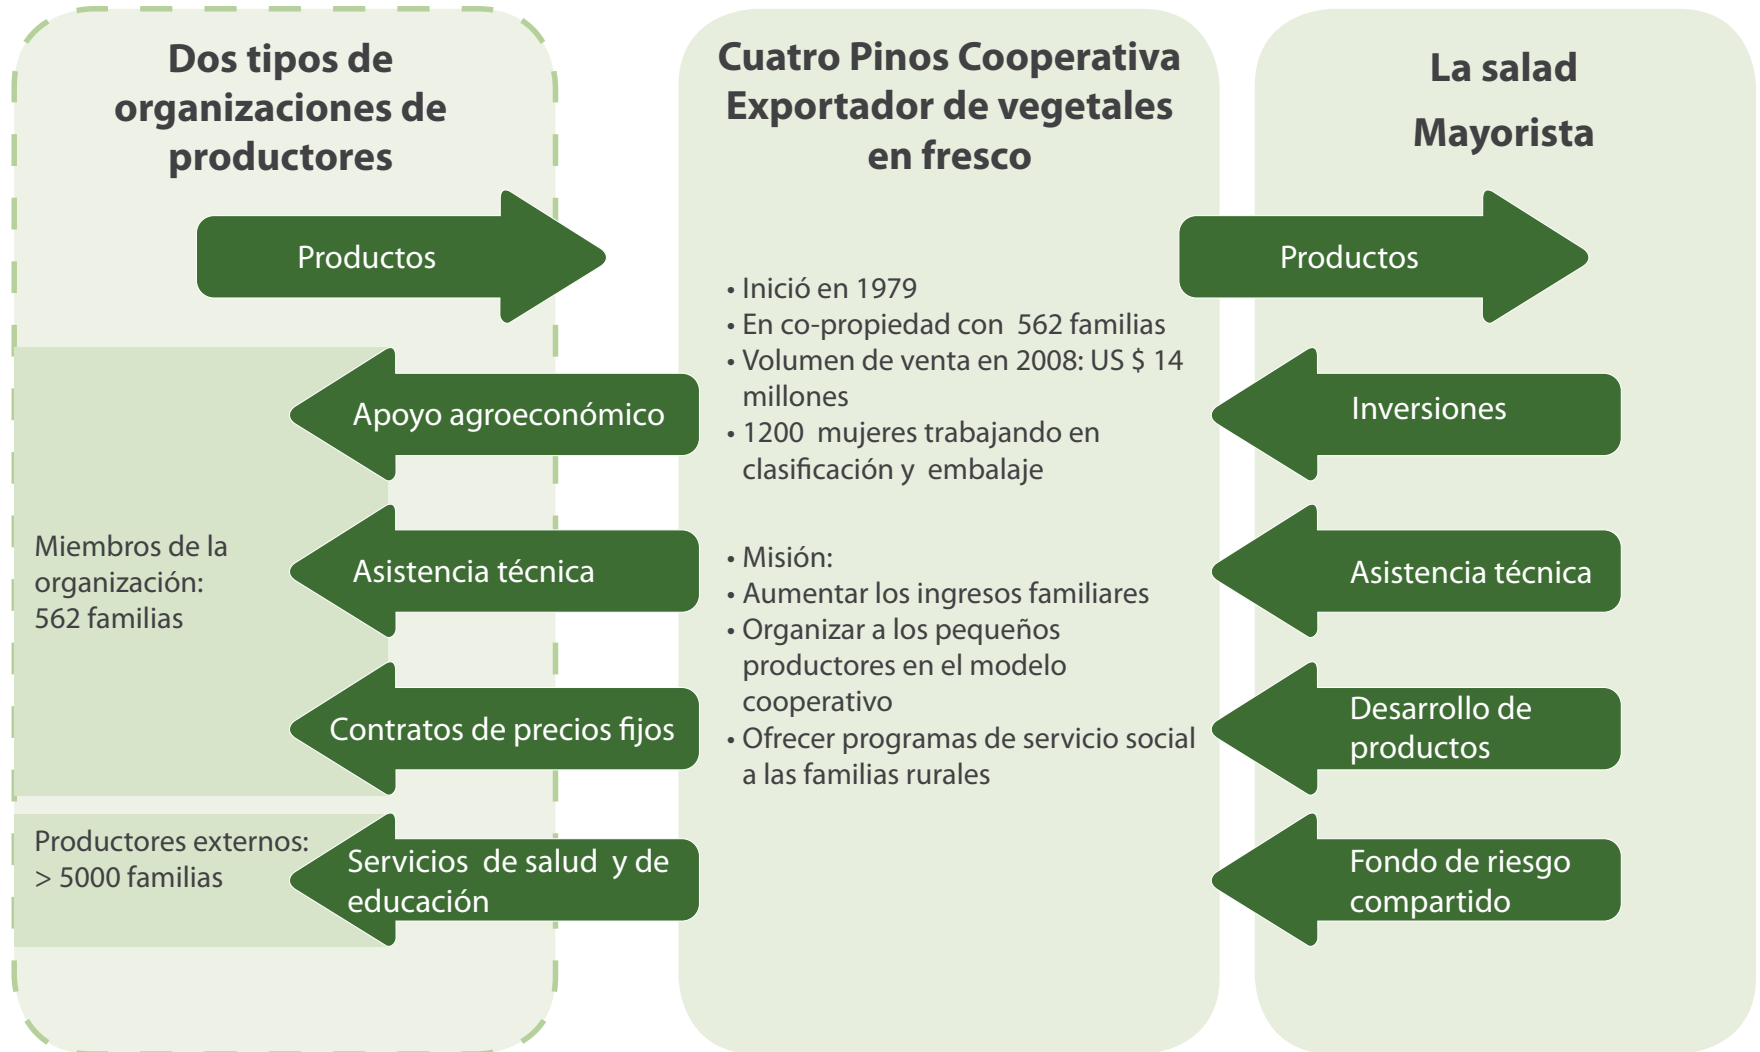 Dos tipos de
organizaciones de
productores
Productos
Apoyo agroeconómico
Miembros de la
organización:
562 familias
Asistencia técnica
Contratos de precios fijos
Productores externos:
> 5000 familias
Servicios de salud y de
educación
Cuatro Pinos Cooperativa
Exportador de vegetales
en fresco
• Inició en 1979
• En co-propiedad con 562 familias
• Volumen de venta en 2008: US $ 14
millones
• 1200 mujeres trabajando en
clasificación y embalaje
• Misión:
• Aumentar los ingresos familiares
• Organizar a los pequeños
productores en el modelo
cooperativo
• Ofrecer programas de servicio social
a las familias rurales
La salad
Mayorista
Productos
Inversiones
Asistencia técnica
Desarrollo de
productos
Fondo de riesgo
compartido